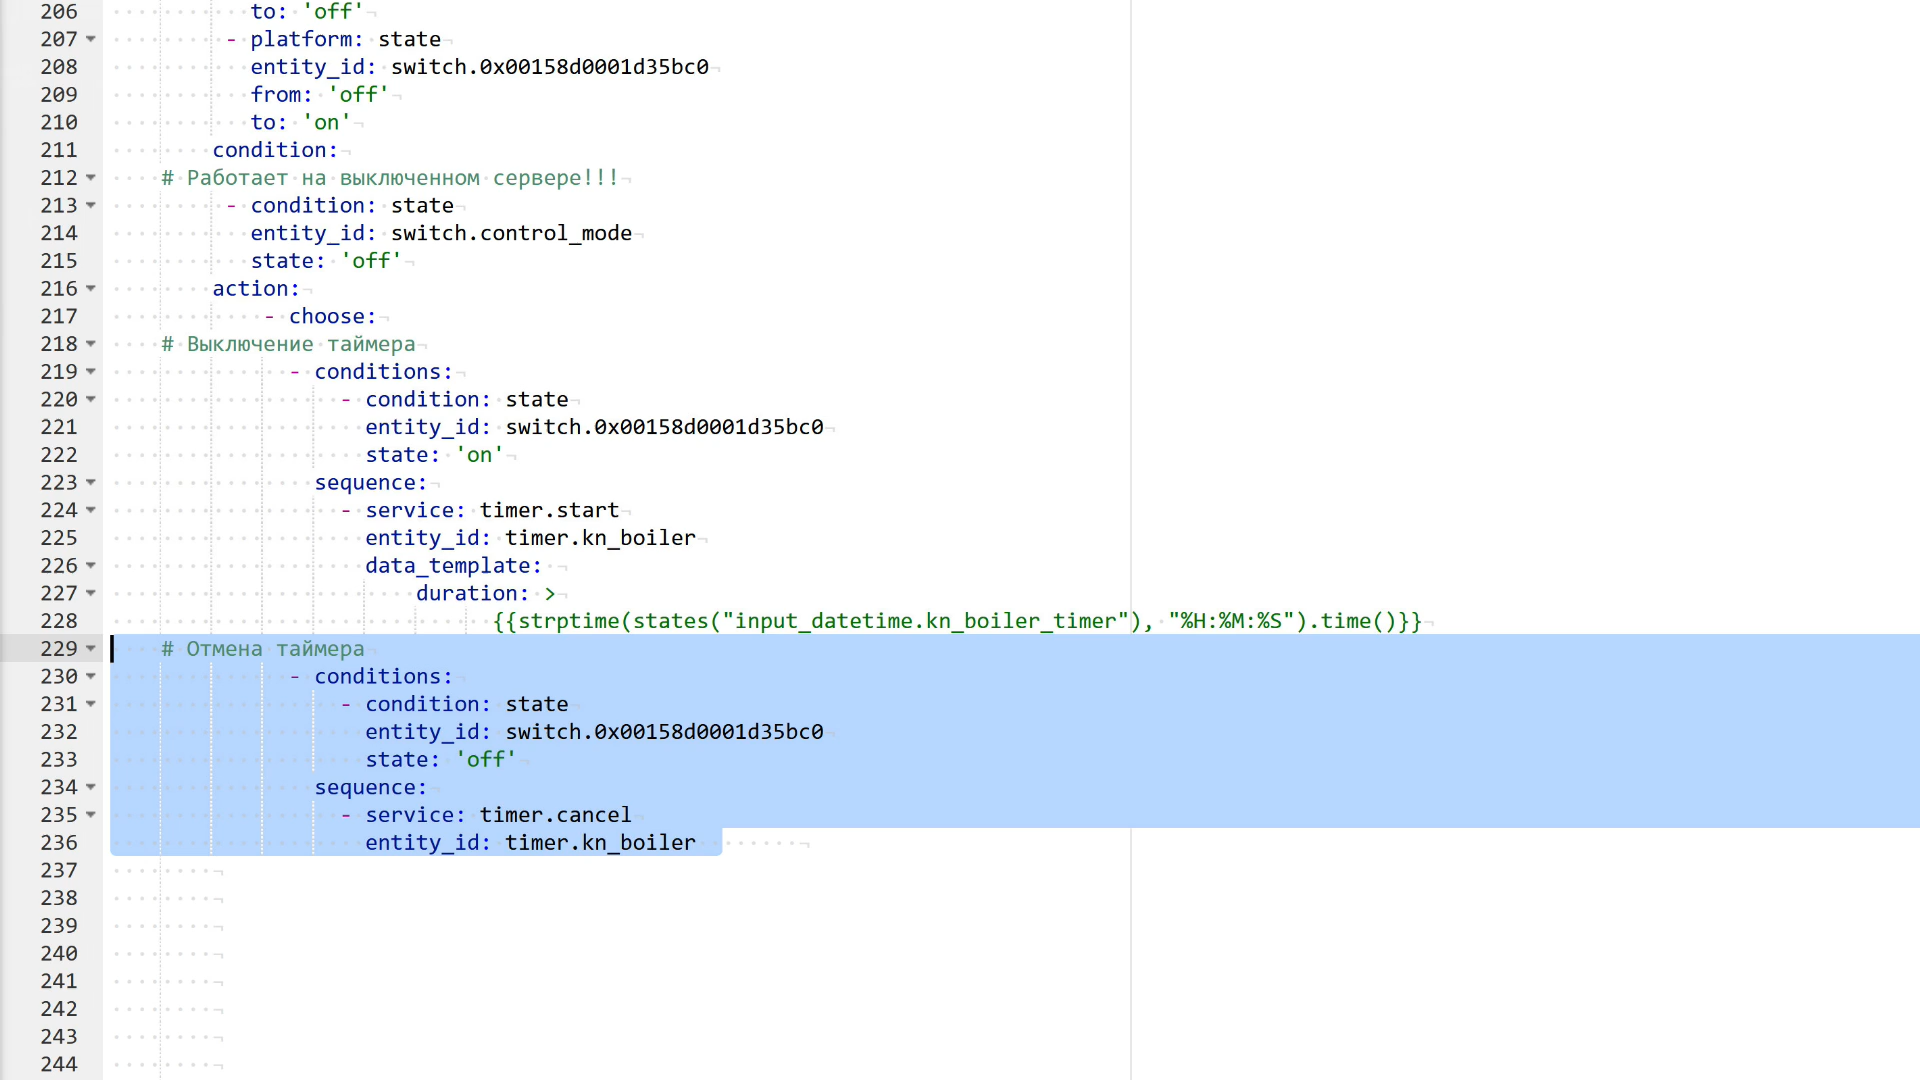 206 to: 'off'
207 - platform: state
208 entity_id: switch.0x00158d0001d35bc0
209 from: 'off'
210 to: 'on'
211 condition:
212 # Работает на выключенном сервере!!!
213 - condition: state
214 entity_id: switch.control_mode
215 state: 'off'
216 action:
217 - choose:
218 # Выключение таймера
219 - conditions:
220 - condition: state
221 entity_id: switch.0x00158d0001d35bc0
222 state: 'on'
223 sequence:
224 - service: timer.start
225 entity_id: timer.kn_boiler
226 data_template:
227 duration: >
228 {{strptime(states("input_datetime.kn_boiler_timer"), "%H:%M:%S").time()}}
229 # Отмена таймера
230 - conditions:
231 - condition: state
232 entity_id: switch.0x00158d0001d35bc0
233 state: 'off'
234 sequence:
235 - service: timer.cancel
236 entity_id: timer.kn_boiler
237
238
239
240
241
242
243
244